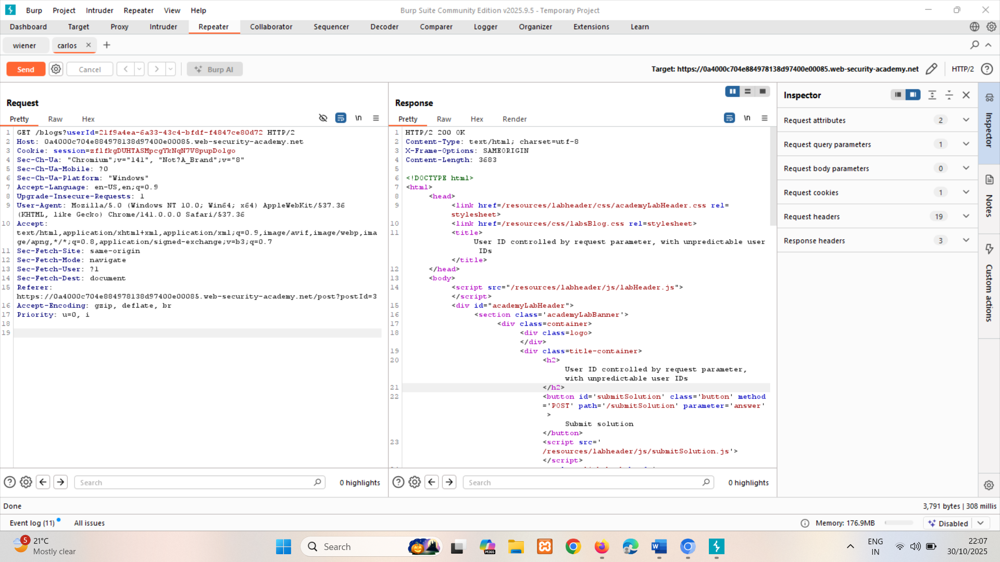 Burp Project Intruder Repeater View Help
Burp Suite Community Edition v2025.9.5 - Temporary Project
Dashboard Target Proxy Intruder Repeater Collaborator Sequencer Decoder Comparer Logger Organizer Extensions Learn
wiener carlos × +
Send Cancel Burp AI
Target: https://0a4000c704e884978138d97400e00085.web-security-academy.net HTTP/2
Request
Pretty Raw Hex
\n
1 GET /blogs?userId=21f9a4ea-6a33-43c4-bfdf-f4847ce80d72 HTTP/2
2 Host: 0a4000c704e884978138d97400e00085.web-security-academy.net
3 Cookie: session=zflfkgDUHTASMpcgYkNqN7V8pupDolgo
4 Sec-Ch-Ua: "Chromium";v="141", "Not?A_Brand";v="8"
5 Sec-Ch-Ua-Mobile: ?0
6 Sec-Ch-Ua-Platform: "Windows"
7 Accept-Language: en-US,en;q=0.9
8 Upgrade-Insecure-Requests: 1
9 User-Agent: Mozilla/5.0 (Windows NT 10.0; Win64; x64) AppleWebKit/537.36
(KHTML, like Gecko) Chrome/141.0.0.0 Safari/537.36
10 Accept:
text/html,application/xhtml+xml,application/xml;q=0.9,image/avif,image/webp,ima
ge/apng,*/*;q=0.8,application/signed-exchange;v=b3;q=0.7
11 Sec-Fetch-Site: same-origin
12 Sec-Fetch-Mode: navigate
13 Sec-Fetch-User: ?1
14 Sec-Fetch-Dest: document
15 Referer:
https://0a4000c704e884978138d97400e00085.web-security-academy.net/post?postId=3
16 Accept-Encoding: gzip, deflate, br
17 Priority: u=0, i
18
19
Search 0 highlights
Response
Pretty Raw Hex Render
\n
1 HTTP/2 200 OK
2 Content-Type: text/html; charset=utf-8
3 X-Frame-Options: SAMEORIGIN
4 Content-Length: 3683
5
6 <!DOCTYPE html>
7 <html>
8 <head>
9 <link href=/resources/labheader/css/academyLabHeader.css rel=
stylesheet>
10 <link href=/resources/css/labsBlog.css rel=stylesheet>
11 <title>
User ID controlled by request parameter, with unpredictable user
IDs
</title>
12 </head>
13 <body>
14 <script src="/resources/labheader/js/labHeader.js">
</script>
15 <div id="academyLabHeader">
16 <section class='academyLabBanner'>
17 <div class=container>
18 <div class=logo>
</div>
19 <div class=title-container>
20 <h2>
User ID controlled by request parameter,
with unpredictable user IDs
21 </h2>
22 <button id='submitSolution' class='button' method
='POST' path='/submitSolution' parameter='answer'
>
Submit solution
</button>
23 <script src='
/resources/labheader/js/submitSolution.js'>
</script>
Search 0 highlights
Inspector
Request attributes 2
Request query parameters 1
Request body parameters 0
Request cookies 1
Request headers 19
Response headers 3
Inspector
Notes
Custom actions
Done
3,791 bytes | 308 millis
Event log (11) All issues
Memory: 176.9MB
Disabled
5
21°C
Mostly clear
Search
M365
ENG
IN
22:07
30/10/2025